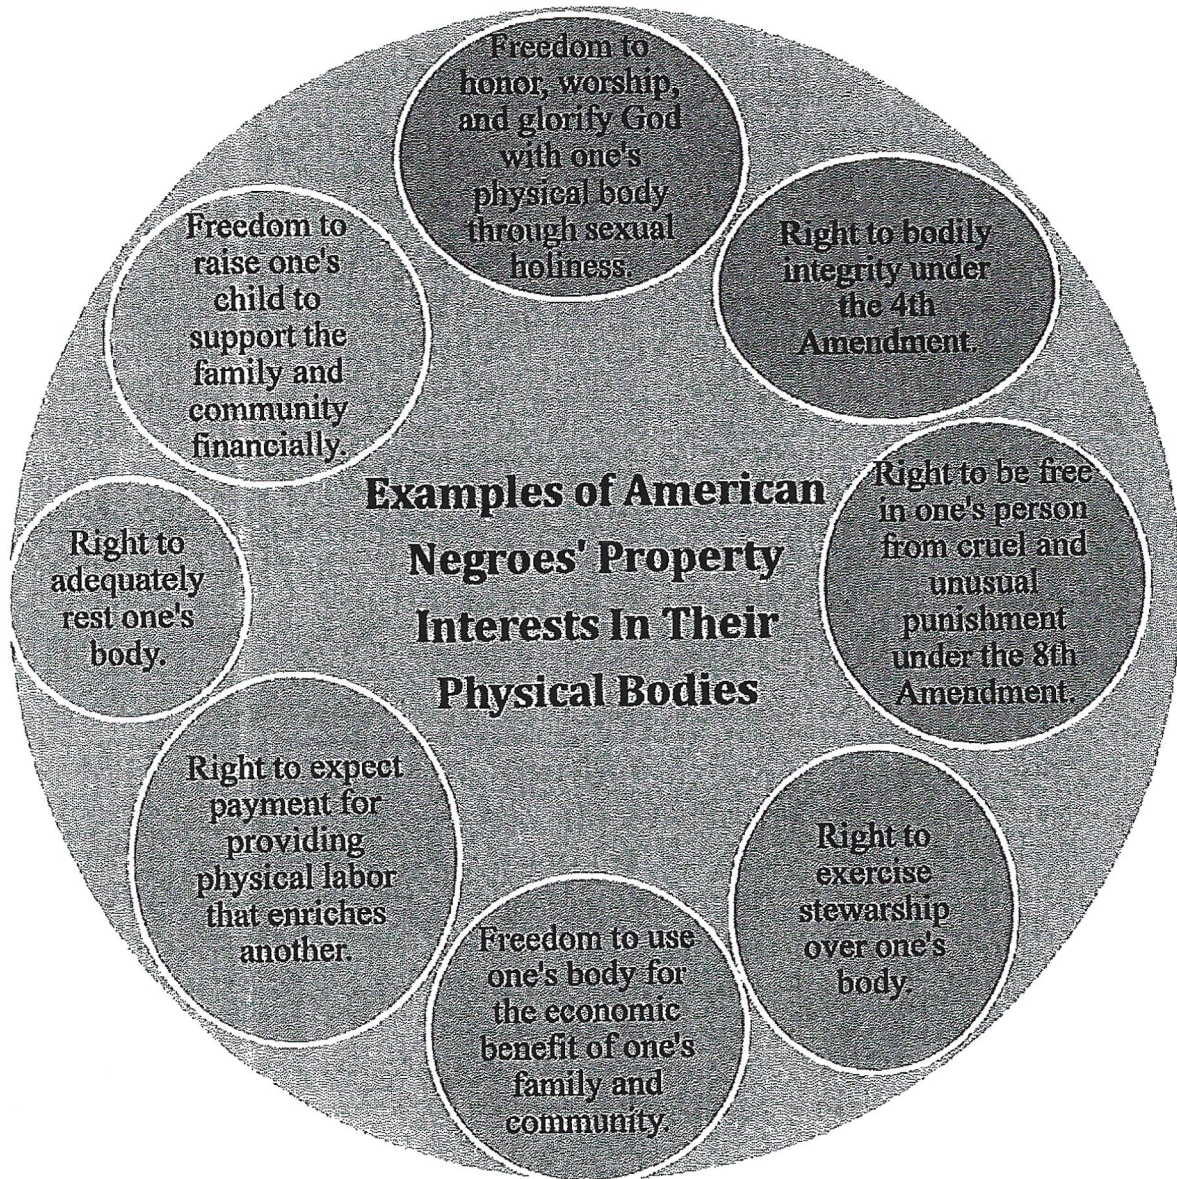 Freedom to
honor, worship,
and glorify God
with one's
physical body
through sexual
holiness.
Right to bodily
integrity under
the 4th
Amendment.
Right to be free
in one's person
from cruel and
unusual
punishment
under the 8th
Amendment.
Right to
exercise
stewarship
over one's
body.
Freedom to use
one's body for
the economic
benefit of one's
family and
community.
Right to expect
payment for
providing
physical labor
that enriches
another.
Right to
adequately
rest one's
body.
Freedom to
raise one's
child to
support the
family and
community
financially.
Examples of American
Negroes' Property
Interests In Their
Physical Bodies